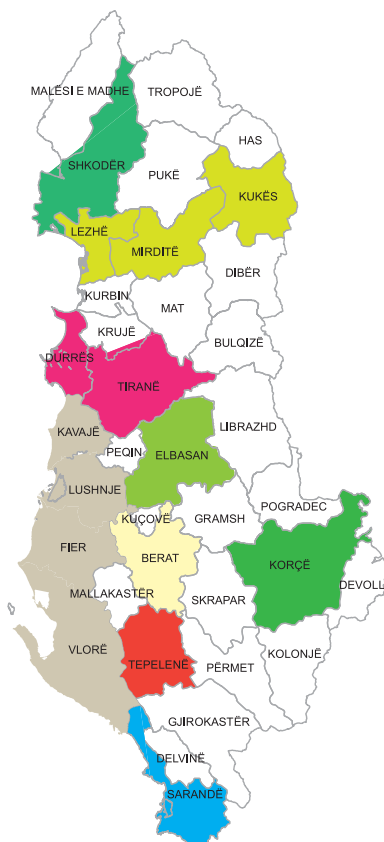 MALËSI E MADHE
TROPOJË
HAS
SHKODËR
PUKË
KUKËS
LEZHË
MIRDITË
DIBËR
KURBIN
MAT
KRUJË
BULQIZË
DURRËS
TIRANË
KAVAJË
LIBRAZHD
PEQIN
ELBASAN
LUSHNJE
POGRADEC
KUÇOVË
GRAMSH
FIER
BERAT
KORÇË
DEVOLL
MALLAKASTËR
SKRAPAR
VLORË
KOLONJË
TEPELENË
PËRMET
GJIROKASTËR
DELVINË
SARANDË